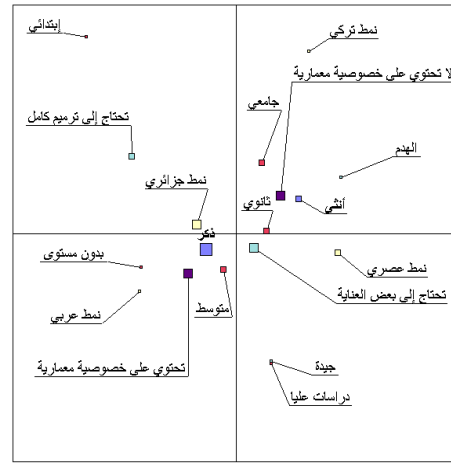 إبتدائي
نمط تركي
لا تحتوي على خصوصية معمارية
جامعي
تحتاج إلى ترميم كامل
الهدم
نمط جزائري
أنثى
ثانوي
ذكر
بدون مستوى
نمط عصري
تحتاج إلى بعض العناية
متوسط
نمط عربي
تحتوي على خصوصية معمارية
جيدة
دراسات عليا